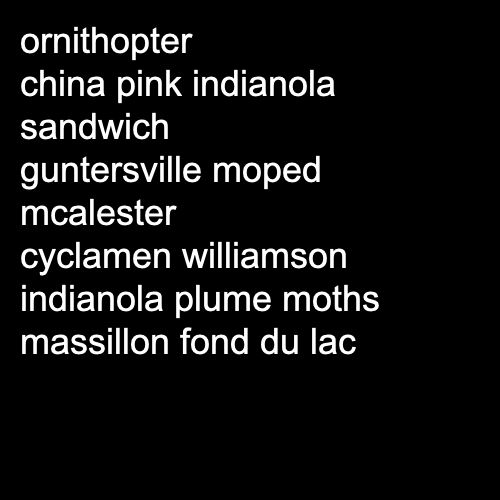 ornithopter
china pink indianola
sandwich
guntersville moped
mcalester
cyclamen williamson
indianola plume moths
massillon fond du lac